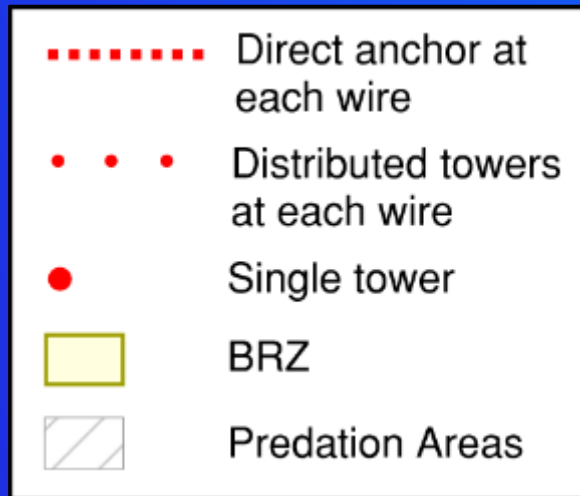 Direct anchor at
each wire
Distributed towers
at each wire
Single tower
BRZ
Predation Areas